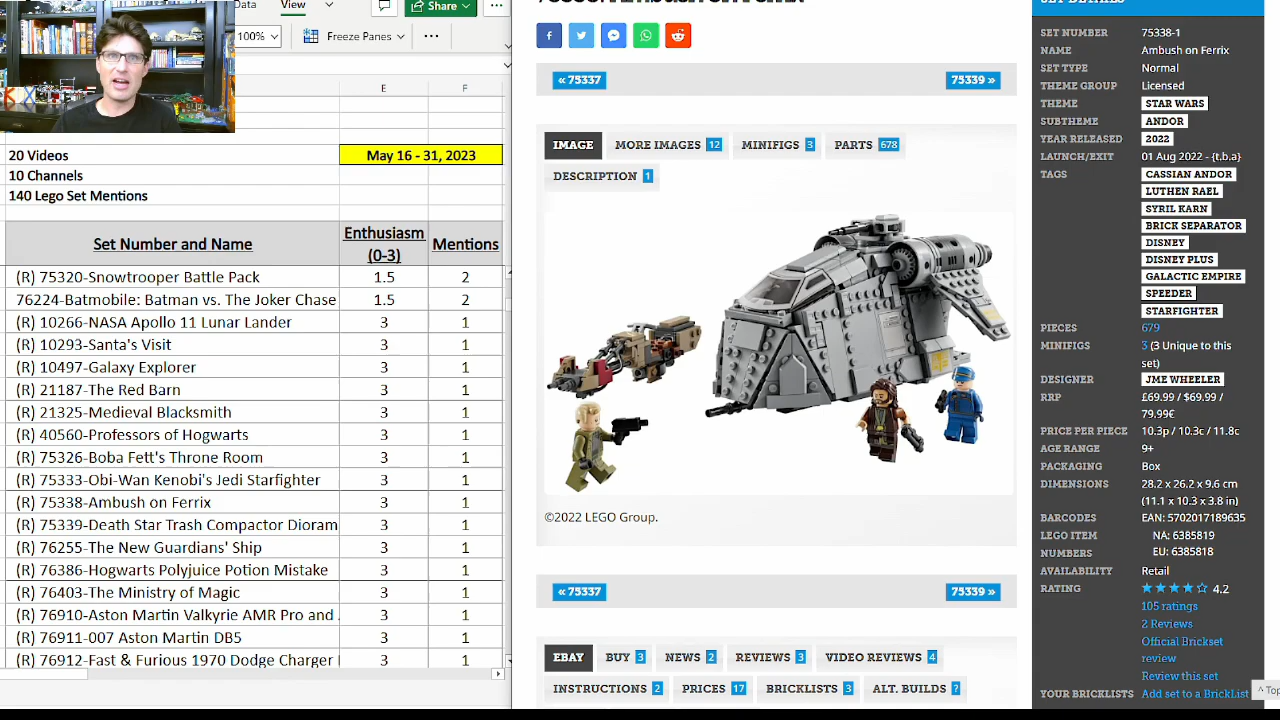 Data
View
Share
100%
Freeze Panes
E
F
20 Videos
May 16 - 31, 2023
10 Channels
140 Lego Set Mentions
Set Number and Name
Enthusiasm
(0-3)
Mentions
(R) 75320-Snowtrooper Battle Pack 1.5 2
76224-Batmobile: Batman vs. The Joker Chase 1.5 2
(R) 10266-NASA Apollo 11 Lunar Lander 3 1
(R) 10293-Santa's Visit 3 1
(R) 10497-Galaxy Explorer 3 1
(R) 21187-The Red Barn 3 1
(R) 21325-Medieval Blacksmith 3 1
(R) 40560-Professors of Hogwarts 3 1
(R) 75326-Boba Fett's Throne Room 3 1
(R) 75333-Obi-Wan Kenobi's Jedi Starfighter 3 1
(R) 75338-Ambush on Ferrix 3 1
(R) 75339-Death Star Trash Compactor Dioram 3 1
(R) 76255-The New Guardians' Ship 3 1
(R) 76386-Hogwarts Polyjuice Potion Mistake 3 1
(R) 76403-The Ministry of Magic 3 1
(R) 76910-Aston Martin Valkyrie AMR Pro and 3 1
(R) 76911-007 Aston Martin DB5 3 1
(R) 76912-Fast & Furious 1970 Dodge Charger 3 1
« 75337
75339 »
IMAGE
MORE IMAGES 12
MINIFIGS 3
PARTS 678
DESCRIPTION 1
©2022 LEGO Group.
« 75337
75339 »
EBAY
BUY 3
NEWS 2
REVIEWS 3
VIDEO REVIEWS 4
INSTRUCTIONS 2
PRICES 17
BRICKLISTS 3
ALT. BUILDS 7
SET DETAILS
SET NUMBER 75338-1
NAME Ambush on Ferrix
SET TYPE Normal
THEME GROUP Licensed
THEME STAR WARS
SUBTHEME ANDOR
YEAR RELEASED 2022
LAUNCH/EXIT 01 Aug 2022 - {t.b.a}
TAGS CASSIAN ANDOR
LUTHEN RAEL
SYRIL KARN
BRICK SEPARATOR
DISNEY
DISNEY PLUS
GALACTIC EMPIRE
SPEEDER
STARFIGHTER
PIECES 679
MINIFIGS 3 (3 Unique to this
set)
DESIGNER JME WHEELER
RRP £69.99 / $69.99 /
79.99€
PRICE PER PIECE 10.3p / 10.3c / 11.8c
AGE RANGE 9+
PACKAGING Box
DIMENSIONS 28.2 x 26.2 x 9.6 cm
(11.1 x 10.3 x 3.8 in)
BARCODES EAN: 5702017189635
LEGO ITEM NA: 6385819
NUMBERS EU: 6385818
AVAILABILITY Retail
RATING 4.2
105 ratings
2 Reviews
Official Brickset
review
Review this set
YOUR BRICKLISTS Add set to a BrickList
^ Top